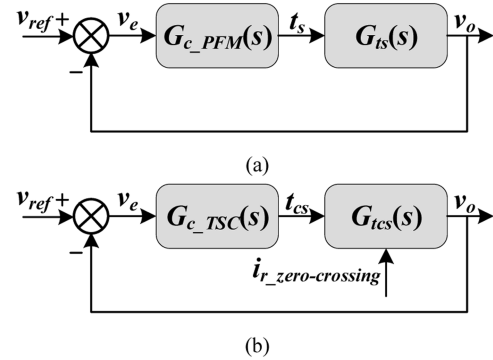 v_ref + v_e G_c_PFM(s) t_s G_ts(s) v_o
−
(a)
v_ref + v_e G_c_TSC(s) t_cs G_tcs(s) v_o
−
i_r_zero-crossing
(b)